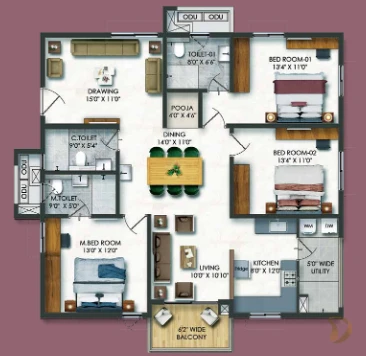 ODU
ODU
TOILET-01
8'0" X 6'6"
BED ROOM-01
13'4" X 11'0"
DRAWING
15'0" X 11'0"
POOJA
4'0" X 4'6"
DINING
14'0" X 11'0"
C.TOILET
9'0" X 5'4"
BED ROOM-02
13'4" X 11'0"
ODU
ODU
M.TOILET
9'0" X 5'0"
M.BED ROOM
13'0" X 12'0"
LIVING
10'0" X 10'10"
KITCHEN
8'0" X 12'0"
WM
DW
5'0" WIDE
UTILITY
6'2" WIDE
BALCONY